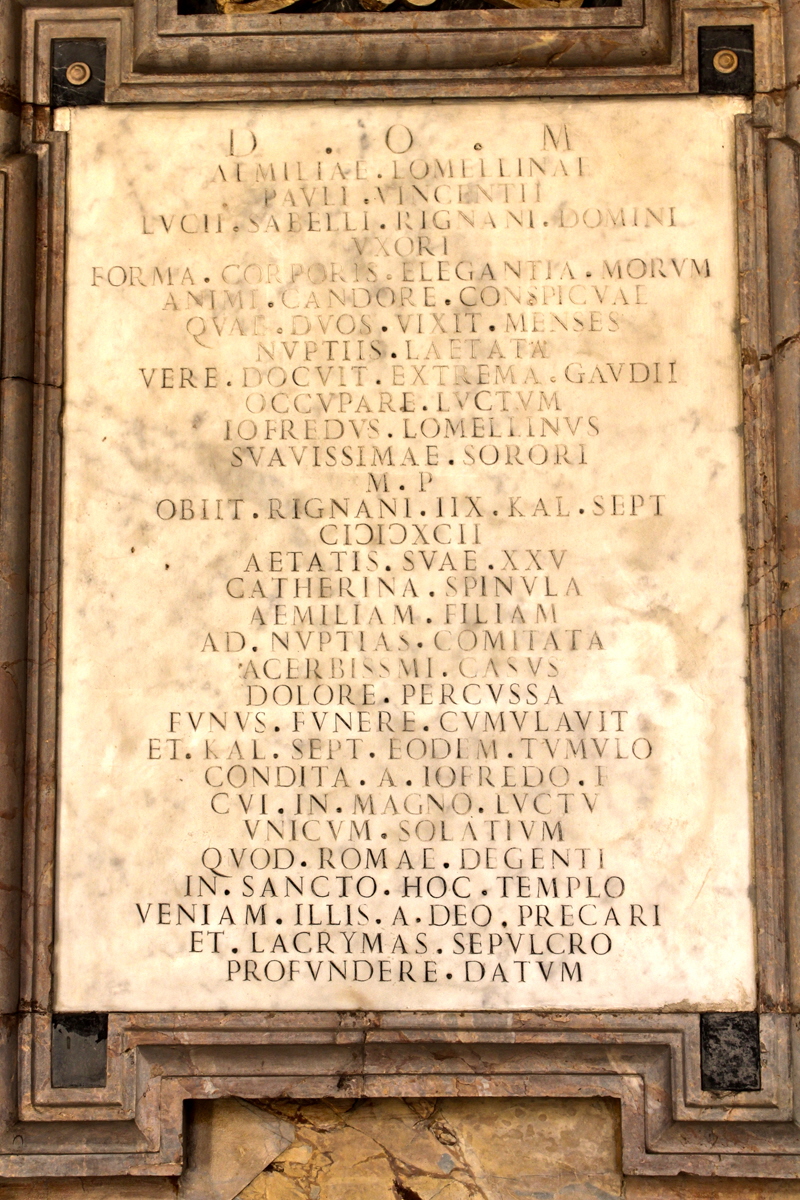 D . O . M
AEMILIAE . LOMELLINAE
PAVLI . VINCENTII
LVCII . SABELLI . RIGNANI . DOMINI
VXORI
FORMA . CORPORIS . ELEGANTIA . MORVM
ANIMI . CANDORE . CONSPICVAE
QVAE . DVOS . VIXIT . MENSES
NVPTIIS . LAETATA
VERE . DOCVIT . EXTREMA . GAVDII
OCCVPARE . LVCTVM
IOFREDVS . LOMELLINVS
SVAVISSIMAE . SORORI
M . P
OBIIT . RIGNANI . IIX . KAL . SEPT
CIƆIƆXCII
AETATIS . SVAE . XXV
CATHERINA . SPINVLA
AEMILIAM . FILIAM
AD . NVPTIAS . COMITATA
ACERBISSMI . CASVS
DOLORE . PERCVSSA
FVNVS . FVNERE . CVMVLAVIT
ET . KAL . SEPT . EODEM . TVMVLO
CONDITA . A . IOFREDO . F
CVI . IN . MAGNO . LVCTV
VNICVM . SOLATIVM
QVOD . ROMAE . DEGENTI
IN . SANCTO . HOC . TEMPLO
VENIAM . ILLIS . A . DEO . PRECARI
ET . LACRYMAS . SEPVLCRO
PROFVNDERE . DATVM